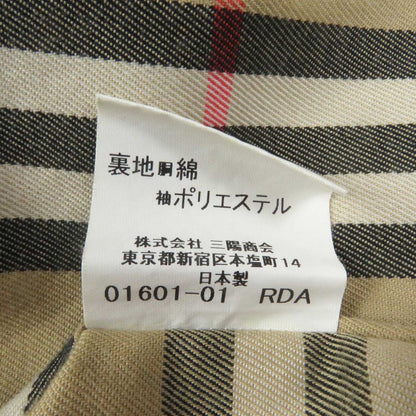 裏地胴綿
袖ポリエステル
株式会社 三陽商会
東京都新宿区本塩町14
日本製
01601-01 RDA